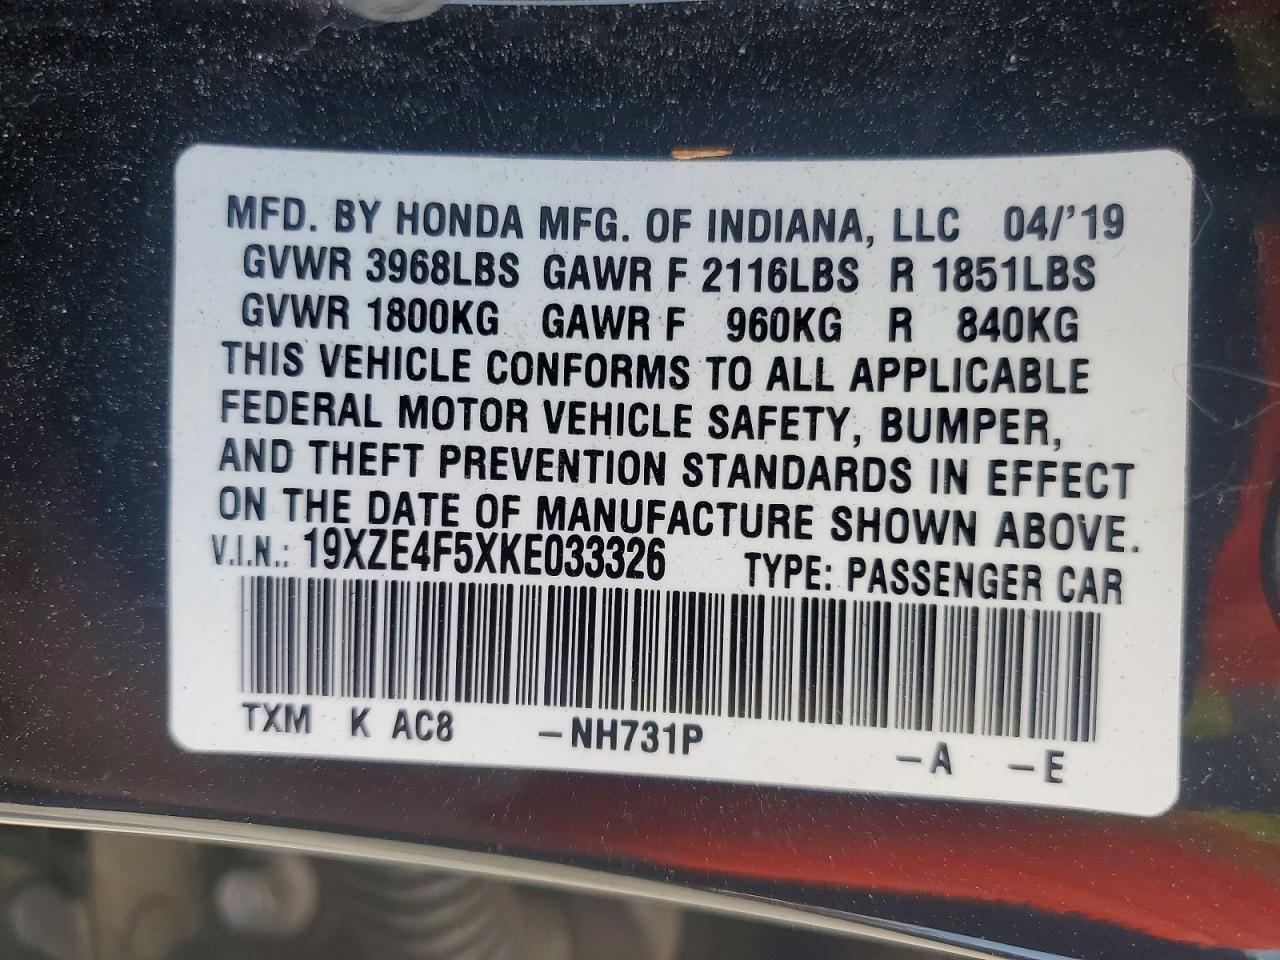 MFD. BY HONDA MFG. OF INDIANA, LLC 04/'19
GVWR 3968LBS GAWR F 2116LBS R 1851LBS
GVWR 1800KG GAWR F 960KG R 840KG
THIS VEHICLE CONFORMS TO ALL APPLICABLE
FEDERAL MOTOR VEHICLE SAFETY, BUMPER,
AND THEFT PREVENTION STANDARDS IN EFFECT
ON THE DATE OF MANUFACTURE SHOWN ABOVE.
V.I.N.: 19XZE4F5XKE033326 TYPE: PASSENGER CAR
TXM K AC8 –NH731P –A –E